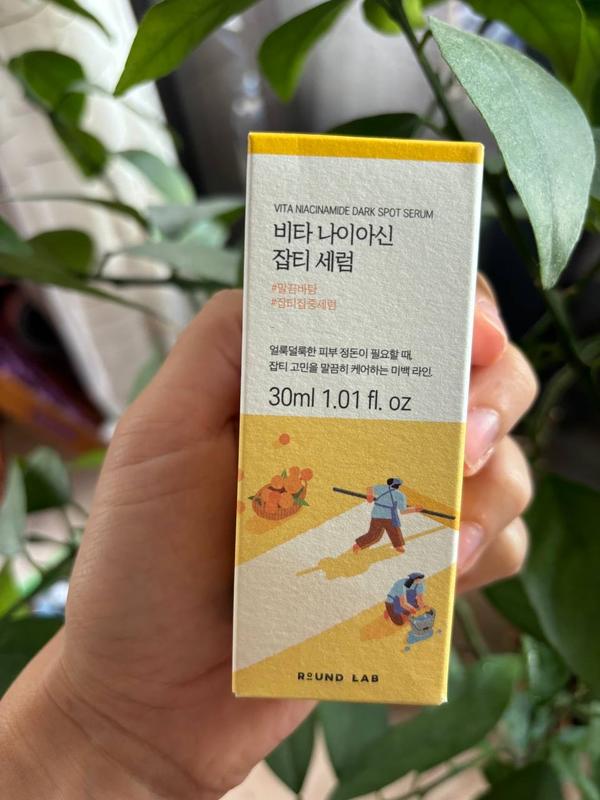 VITA NIACINAMIDE DARK SPOT SERUM
비타 나이아신
잡티 세럼
#말끔바탕
#잡티집중세럼
얼룩덜룩한 피부 정돈이 필요할 때,
잡티 고민을 말끔히 케어하는 미백 라인.
30ml 1.01 fl. oz
ROUND LAB